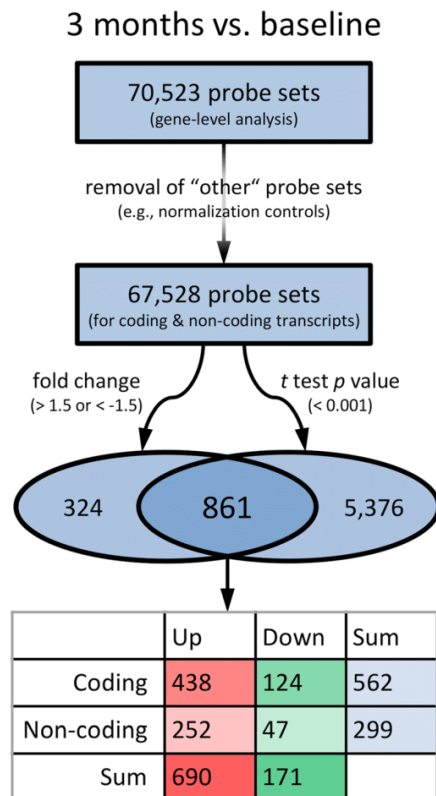 3 months vs. baseline
70,523 probe sets
(gene-level analysis)
removal of “other“ probe sets
(e.g., normalization controls)
67,528 probe sets
(for coding & non-coding transcripts)
fold change
(> 1.5 or < -1.5)
t test p value
(< 0.001)
324
861
5,376
Up Down Sum
Coding 438 124 562
Non-coding 252 47 299
Sum 690 171